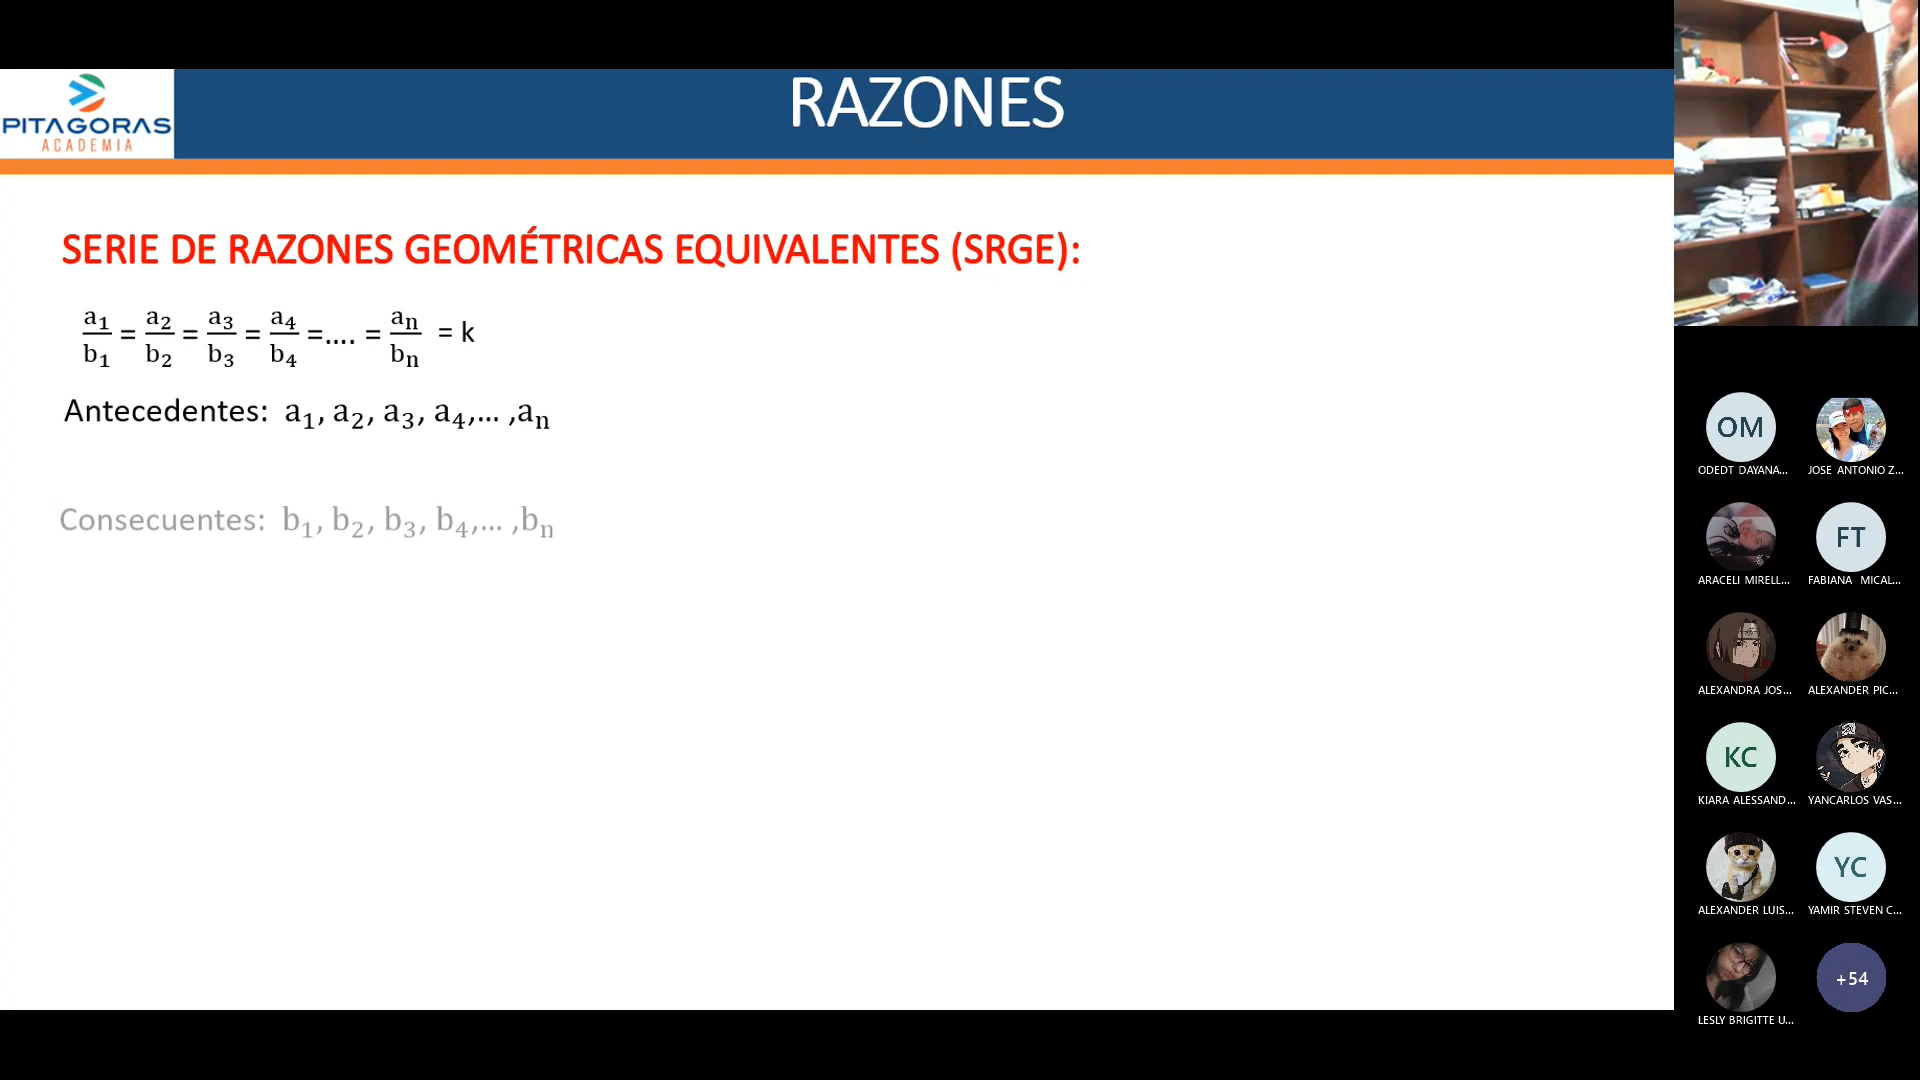 PITAGORAS
ACADEMIA
RAZONES
SERIE DE RAZONES GEOMÉTRICAS EQUIVALENTES (SRGE):
a₁/b₁ = a₂/b₂ = a₃/b₃ = a₄/b₄ =.... = aₙ/bₙ = k
Antecedentes: a₁, a₂, a₃, a₄,... ,aₙ
Consecuentes: b₁, b₂, b₃, b₄,... ,bₙ
OM
ODEDT DAYANA...
JOSE ANTONIO Z...
ARACELI MIRELL...
FT
FABIANA MICAL...
ALEXANDRA JOS...
ALEXANDER PIC...
KC
KIARA ALESSAND...
YANCARLOS VAS...
ALEXANDER LUIS...
YC
YAMIR STEVEN C...
LESLY BRIGITTE U...
+54